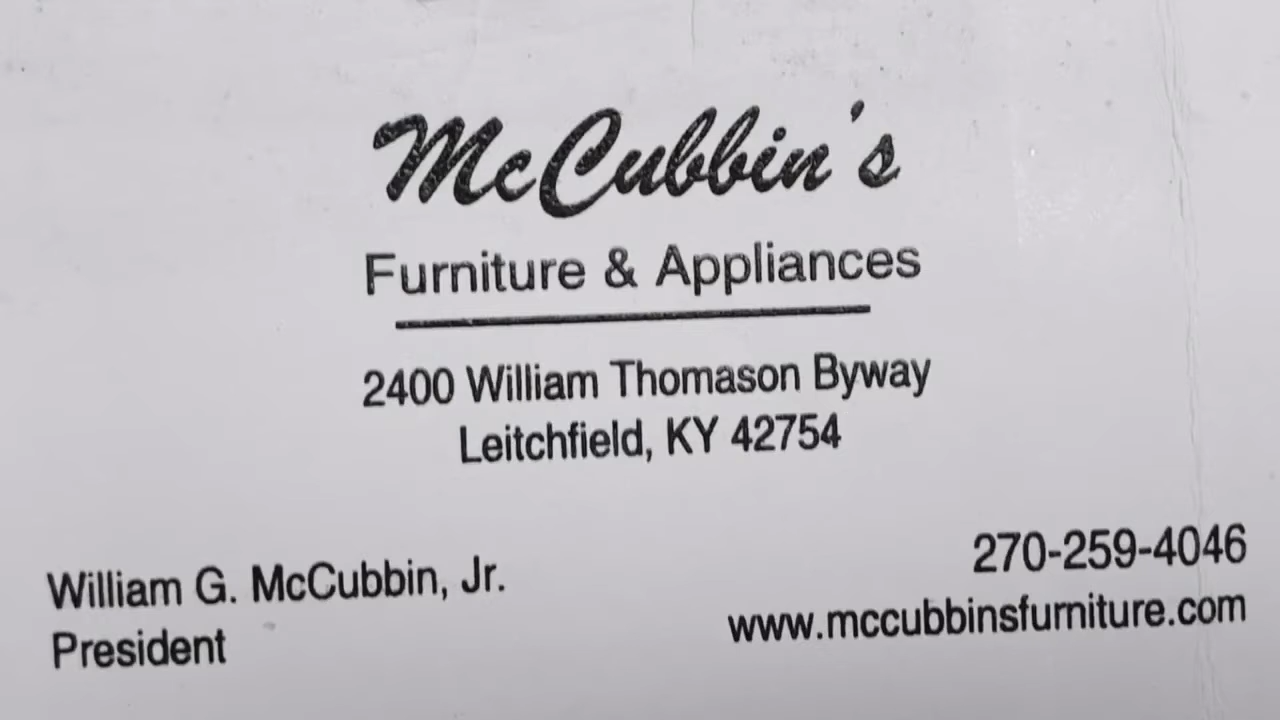 McCubbin's
Furniture & Appliances
2400 William Thomason Byway
Leitchfield, KY 42754
William G. McCubbin, Jr.
President
270-259-4046
www.mccubbinsfurniture.com